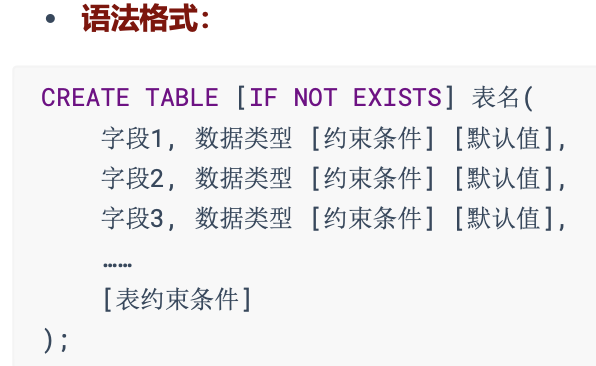 • 语法格式：
CREATE TABLE [IF NOT EXISTS] 表名(
字段1, 数据类型 [约束条件] [默认值],
字段2, 数据类型 [约束条件] [默认值],
字段3, 数据类型 [约束条件] [默认值],
……
[表约束条件]
);